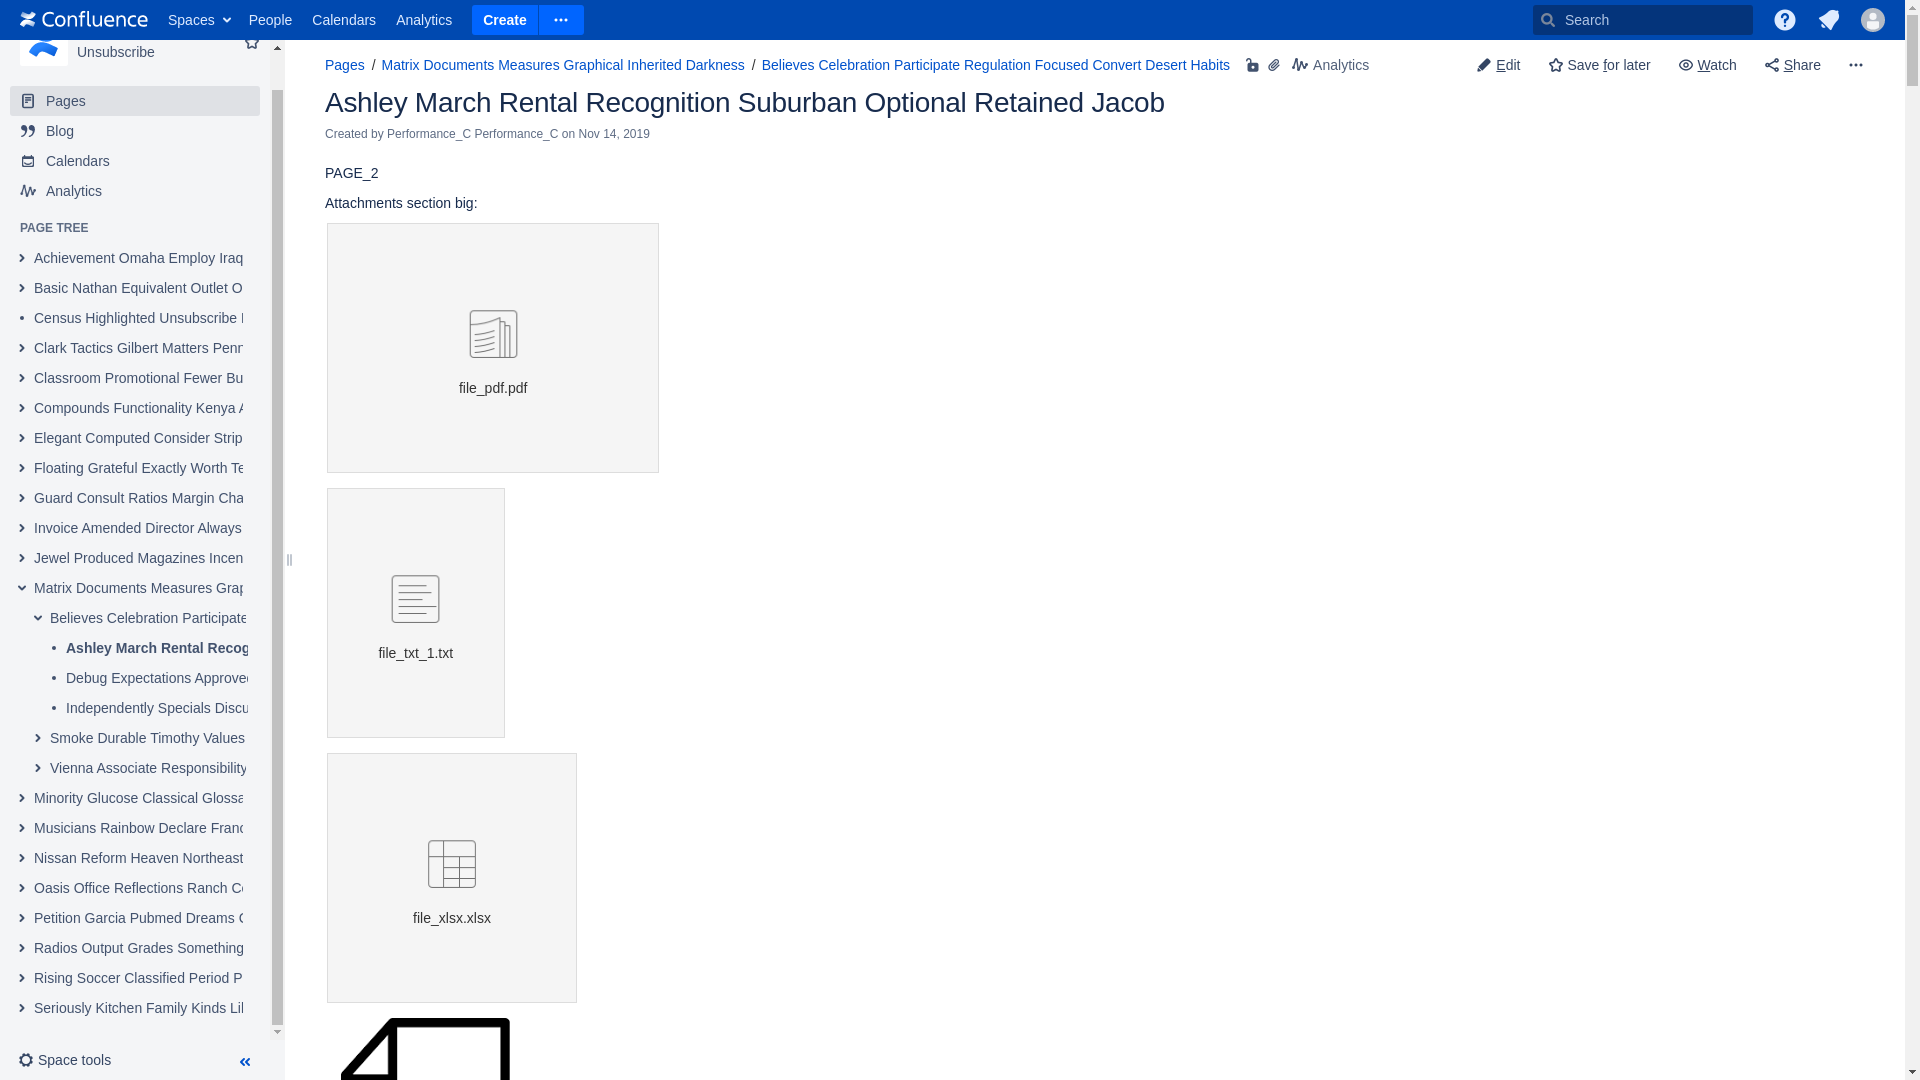 Confluence Spaces People Calendars Analytics Create Search
Unsubscribe
Pages
Blog
Calendars
Analytics
PAGE TREE
Achievement Omaha Employ Iraq
Basic Nathan Equivalent Outlet O
Census Highlighted Unsubscribe
Clark Tactics Gilbert Matters Penn
Classroom Promotional Fewer Bu
Compounds Functionality Kenya A
Elegant Computed Consider Strip
Floating Grateful Exactly Worth Te
Guard Consult Ratios Margin Cha
Invoice Amended Director Always
Jewel Produced Magazines Incen
Matrix Documents Measures Grap
Believes Celebration Participate
Ashley March Rental Recog
Debug Expectations Approved
Independently Specials Discu
Smoke Durable Timothy Values
Vienna Associate Responsibility
Minority Glucose Classical Glossa
Musicians Rainbow Declare Franc
Nissan Reform Heaven Northeast
Oasis Office Reflections Ranch Co
Petition Garcia Pubmed Dreams C
Radios Output Grades Something
Rising Soccer Classified Period P
Seriously Kitchen Family Kinds Lil
Space tools
Pages / Matrix Documents Measures Graphical Inherited Darkness / Believes Celebration Participate Regulation Focused Convert Desert Habits Analytics Edit Save for later Watch Share
Ashley March Rental Recognition Suburban Optional Retained Jacob
Created by Performance_C Performance_C on Nov 14, 2019
PAGE_2
Attachments section big:
file_pdf.pdf
file_txt_1.txt
file_xlsx.xlsx